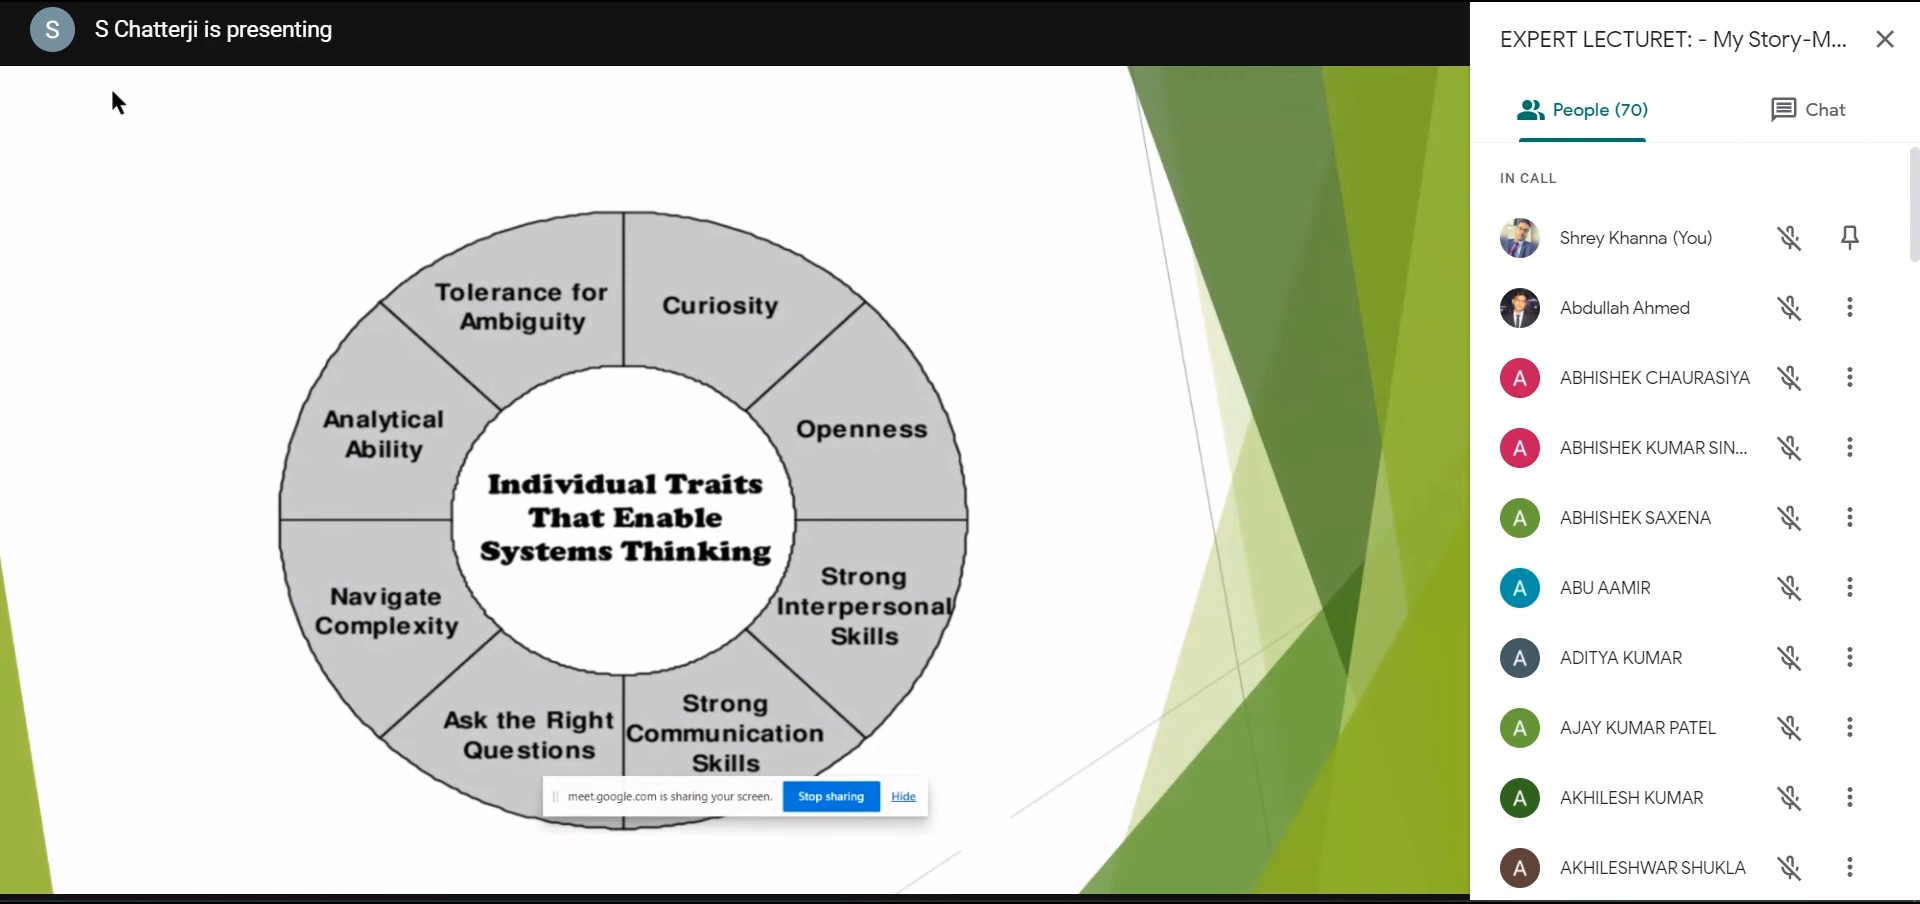 S
S Chatterji is presenting
Tolerance for
Ambiguity
Curiosity
Analytical
Ability
Openness
Individual Traits
That Enable
Systems Thinking
Navigate
Complexity
Strong
Interpersonal
Skills
Ask the Right
Questions
Strong
Communication
Skills
meet.google.com is sharing your screen.
Stop sharing
Hide
EXPERT LECTURET: - My Story-M...
People (70)
Chat
IN CALL
Shrey Khanna (You)
Abdullah Ahmed
A ABHISHEK CHAURASIYA
A ABHISHEK KUMAR SIN...
A ABHISHEK SAXENA
A ABU AAMIR
A ADITYA KUMAR
A AJAY KUMAR PATEL
A AKHILESH KUMAR
A AKHILESHWAR SHUKLA